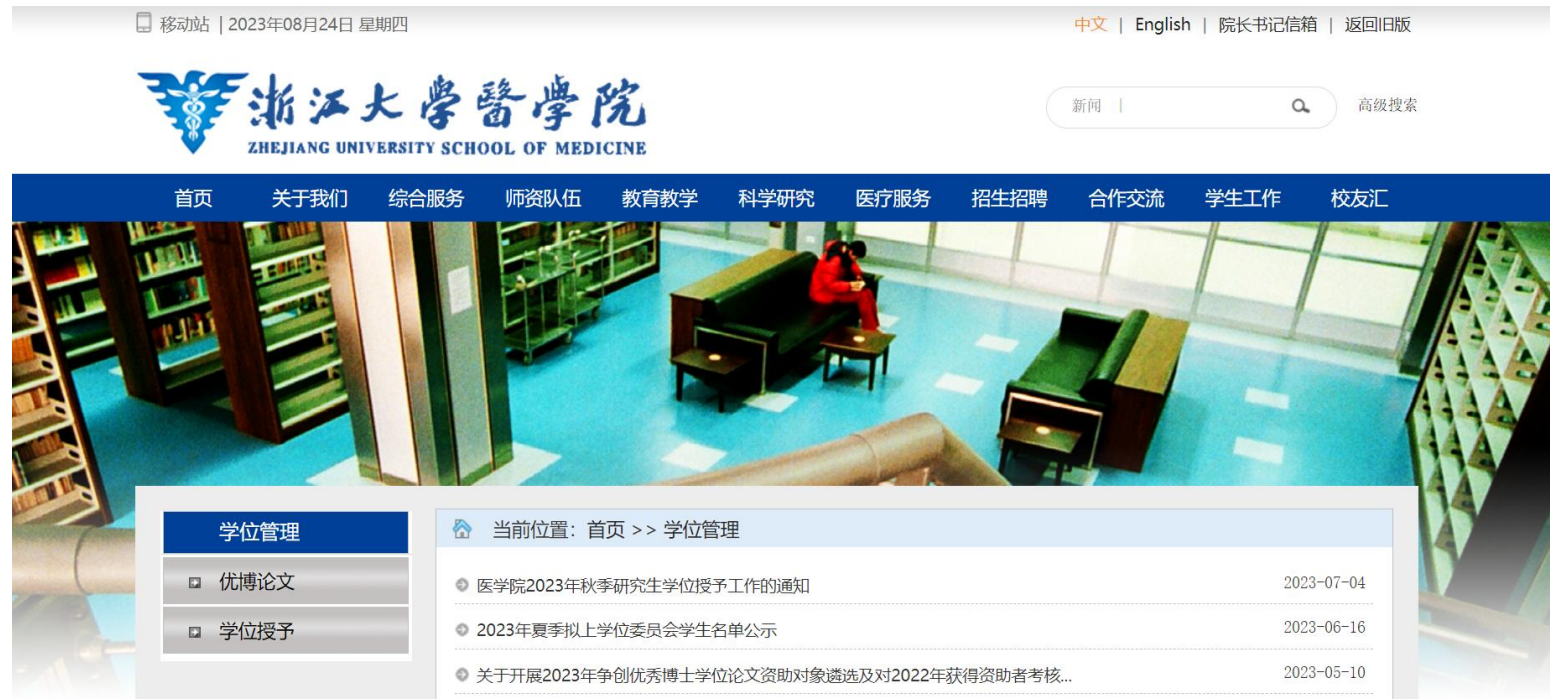 移动站 | 2023年08月24日 星期四
中文 | English | 院长书记信箱 | 返回旧版
浙江大學醫學院
ZHEJIANG UNIVERSITY SCHOOL OF MEDICINE
新闻 |
高级搜索
首页 关于我们 综合服务 师资队伍 教育教学 科学研究 医疗服务 招生招聘 合作交流 学生工作 校友汇
学位管理
优博论文
学位授予
当前位置：首页 >> 学位管理
医学院2023年秋季研究生学位授予工作的通知 2023-07-04
2023年夏季拟上学位委员会学生名单公示 2023-06-16
关于开展2023年争创优秀博士学位论文资助对象遴选及对2022年获得资助者考核... 2023-05-10